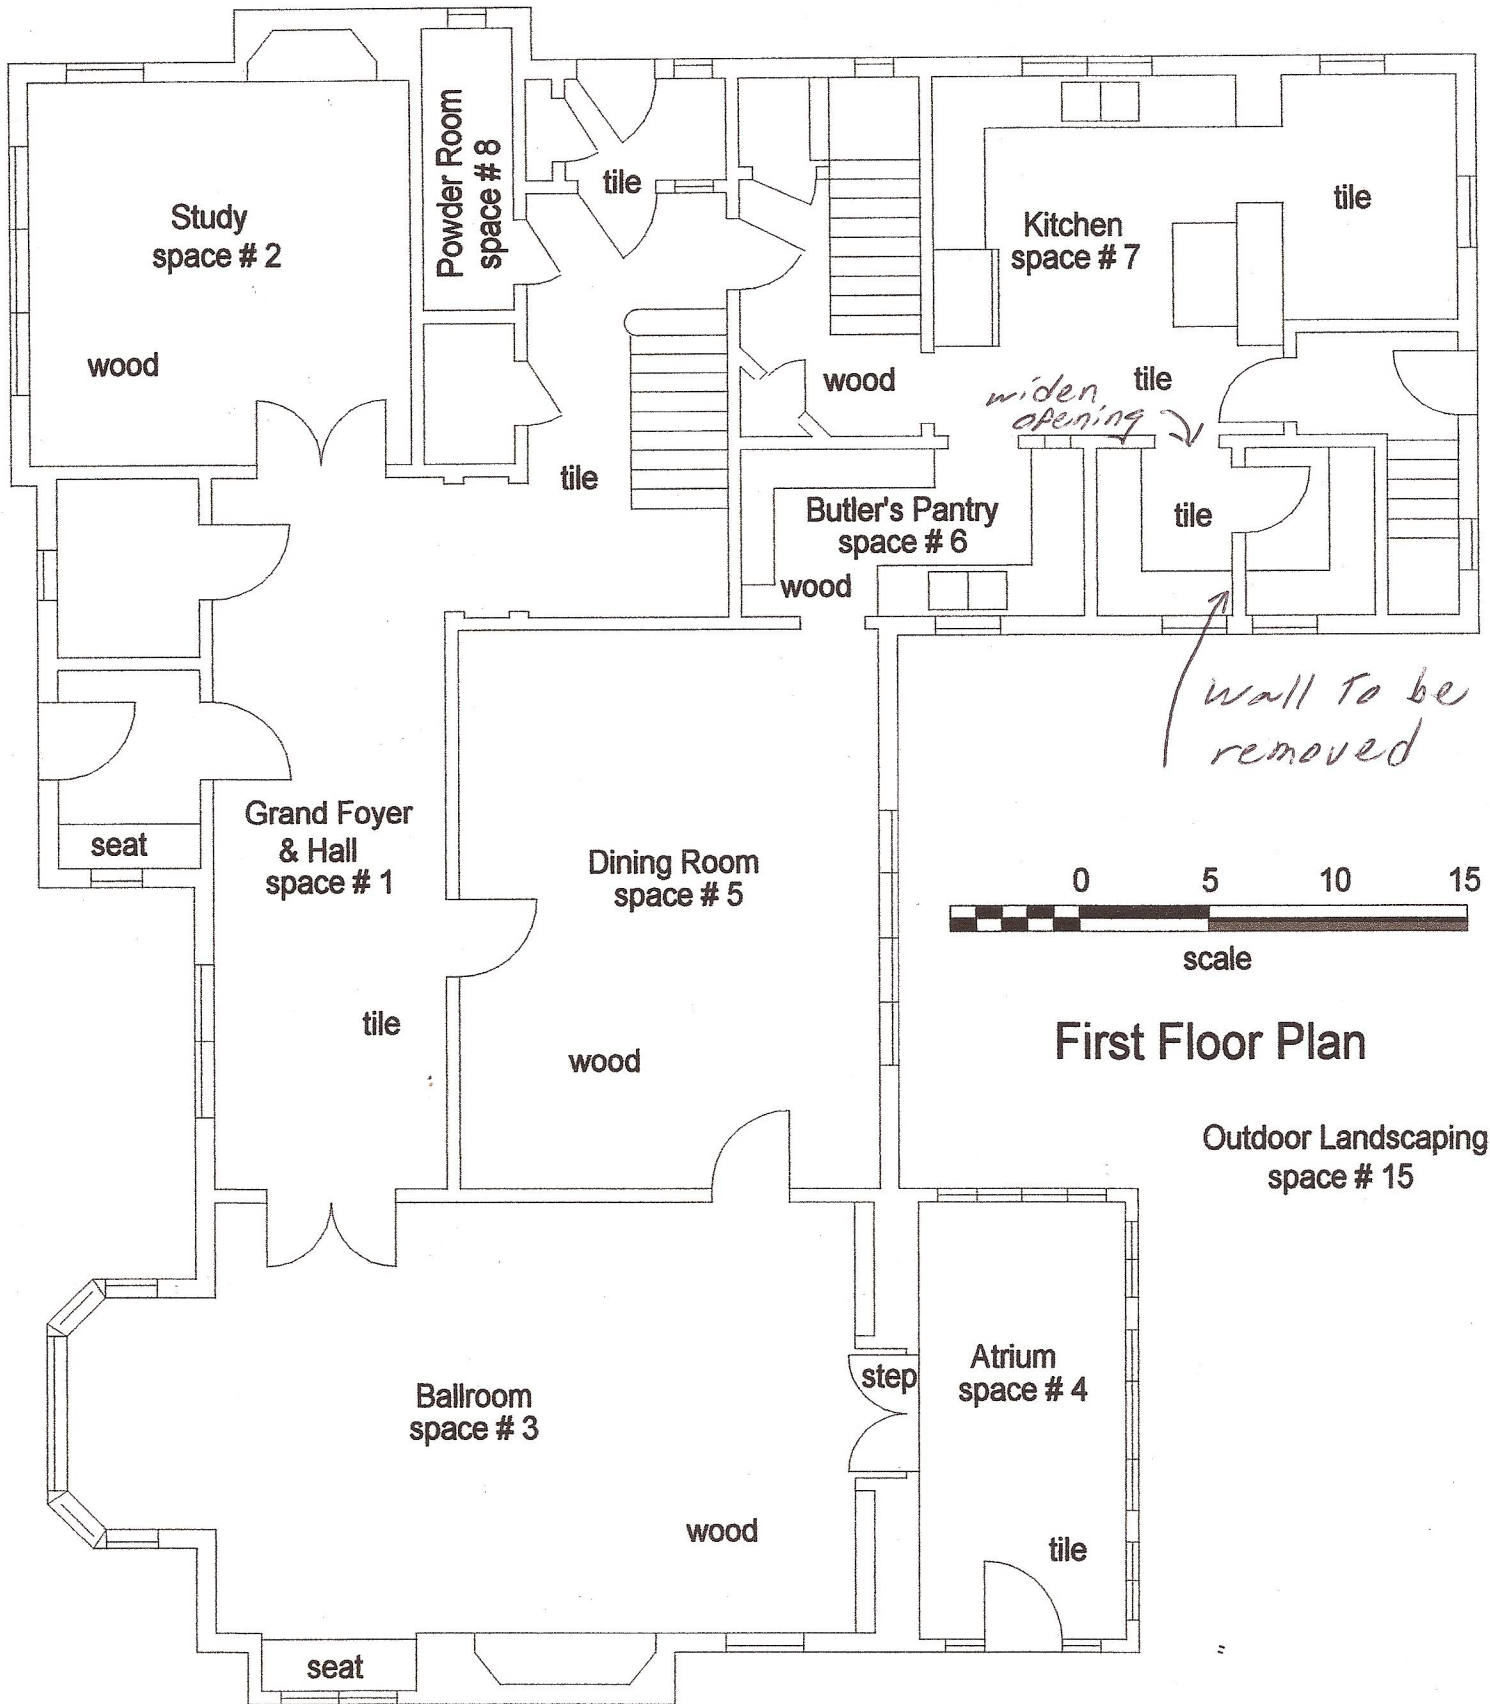 Powder Room
space # 8
Study
space # 2
wood
tile
Kitchen
space # 7
tile
wood
tile
widen
opening
tile
Butler's Pantry
space # 6
wood
tile
Wall To be
removed
seat
Grand Foyer
& Hall
space # 1
tile
Dining Room
space # 5
wood
0 5 10 15
scale
First Floor Plan
Outdoor Landscaping
space # 15
Ballroom
space # 3
wood
step
Atrium
space # 4
tile
seat